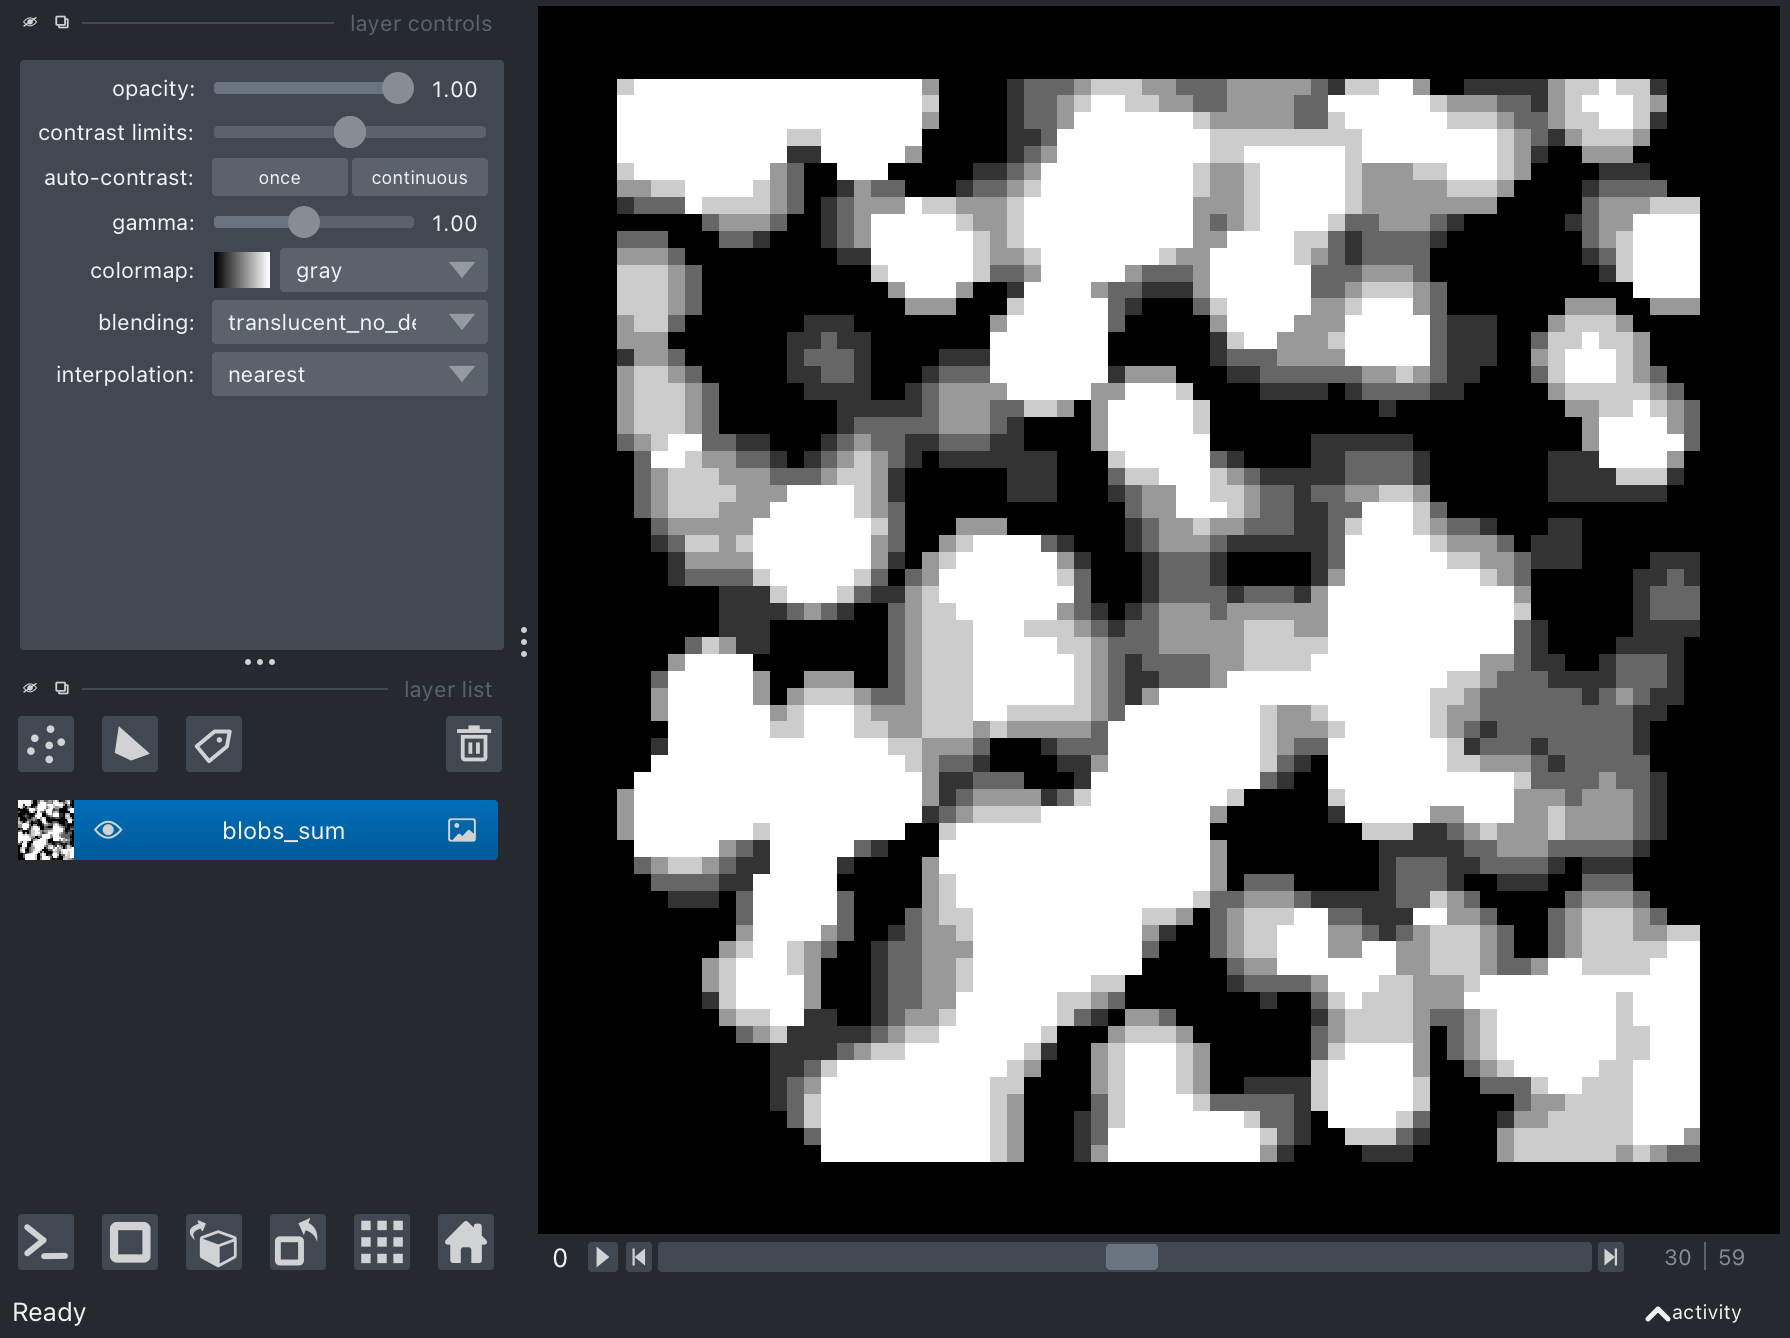 layer controls
opacity: 1.00
contrast limits:
auto-contrast: once continuous
gamma: 1.00
colormap: gray
blending: translucent_no_de
interpolation: nearest
layer list
blobs_sum
0 30 59
Ready activity